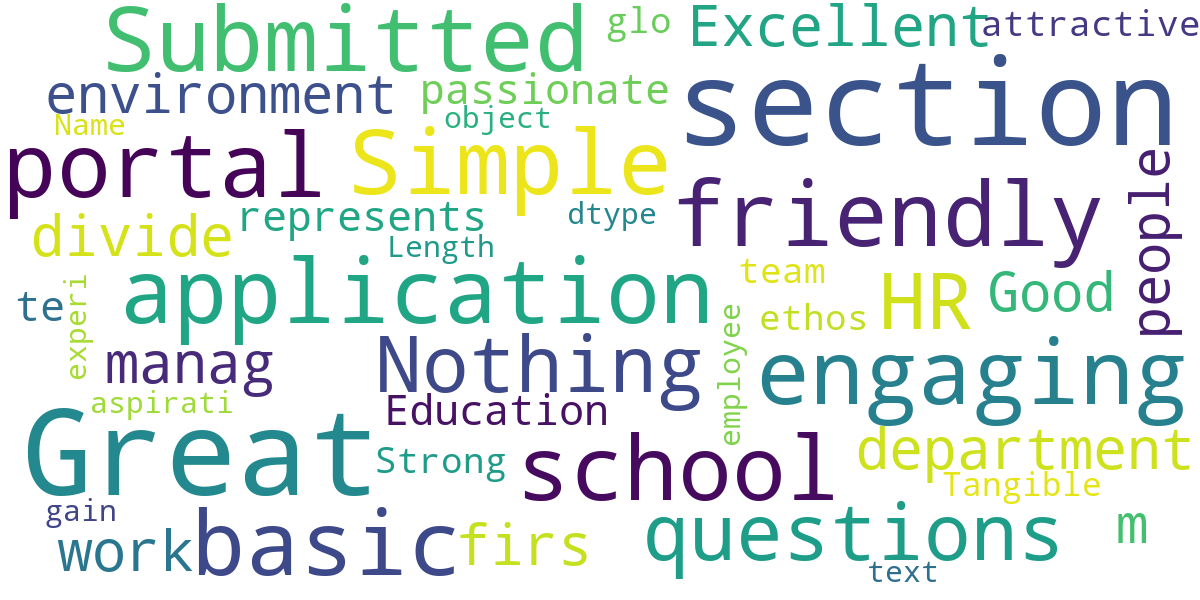 Submitted
glo
Excellent
attractive
environment
passionate
section
Name
object
portal
Simple
friendly
people
divide
represents
dtype
Length
application
team
HR
Good
te
experi
ethos
manag
Nothing
employee
engaging
aspirati
Education
Great
Strong
school
department
Tangible
gain
work
basic
firs
questions
m
text